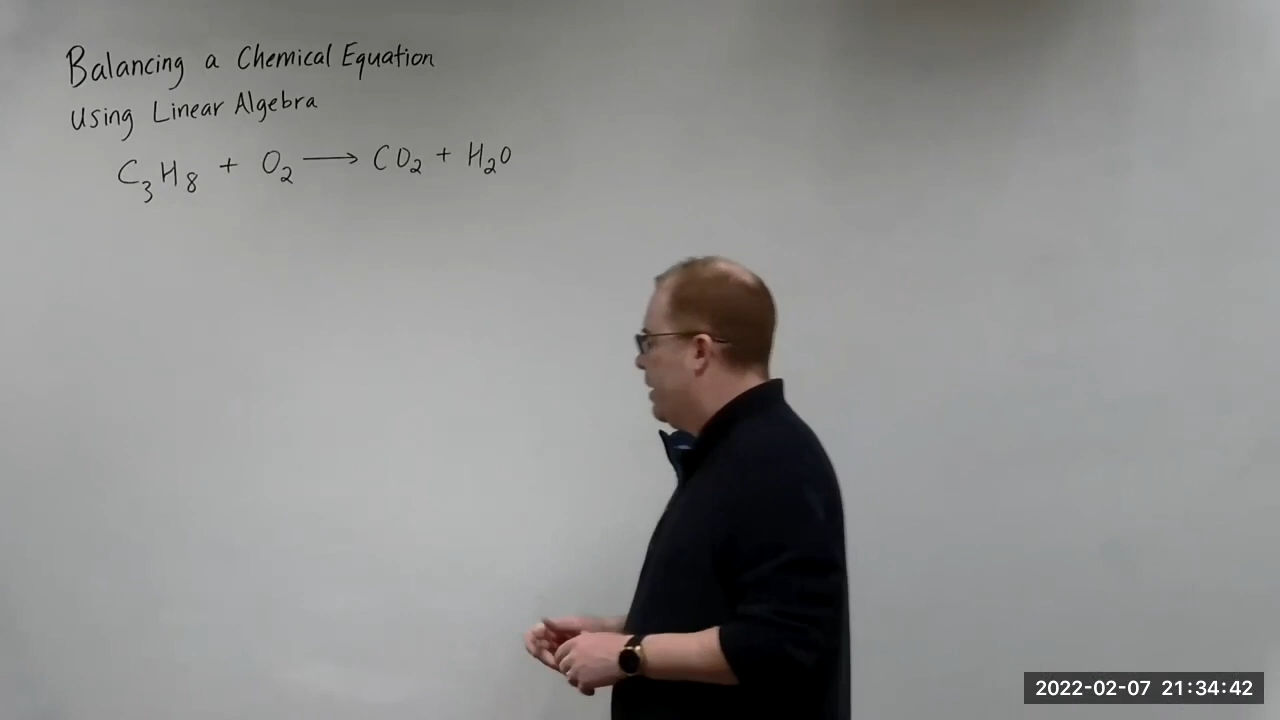 Balancing a Chemical Equation
Using Linear Algebra
C₃H₈ + O₂ ⟶ CO₂ + H₂O
2022-02-07 21:34:42